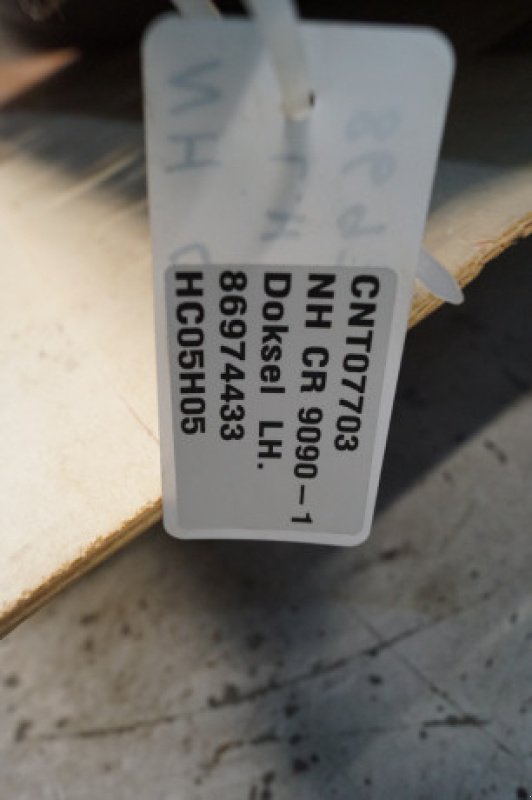 CNT07703
NH CR 9090-1
Doksel LH.
86974433
HC05H05